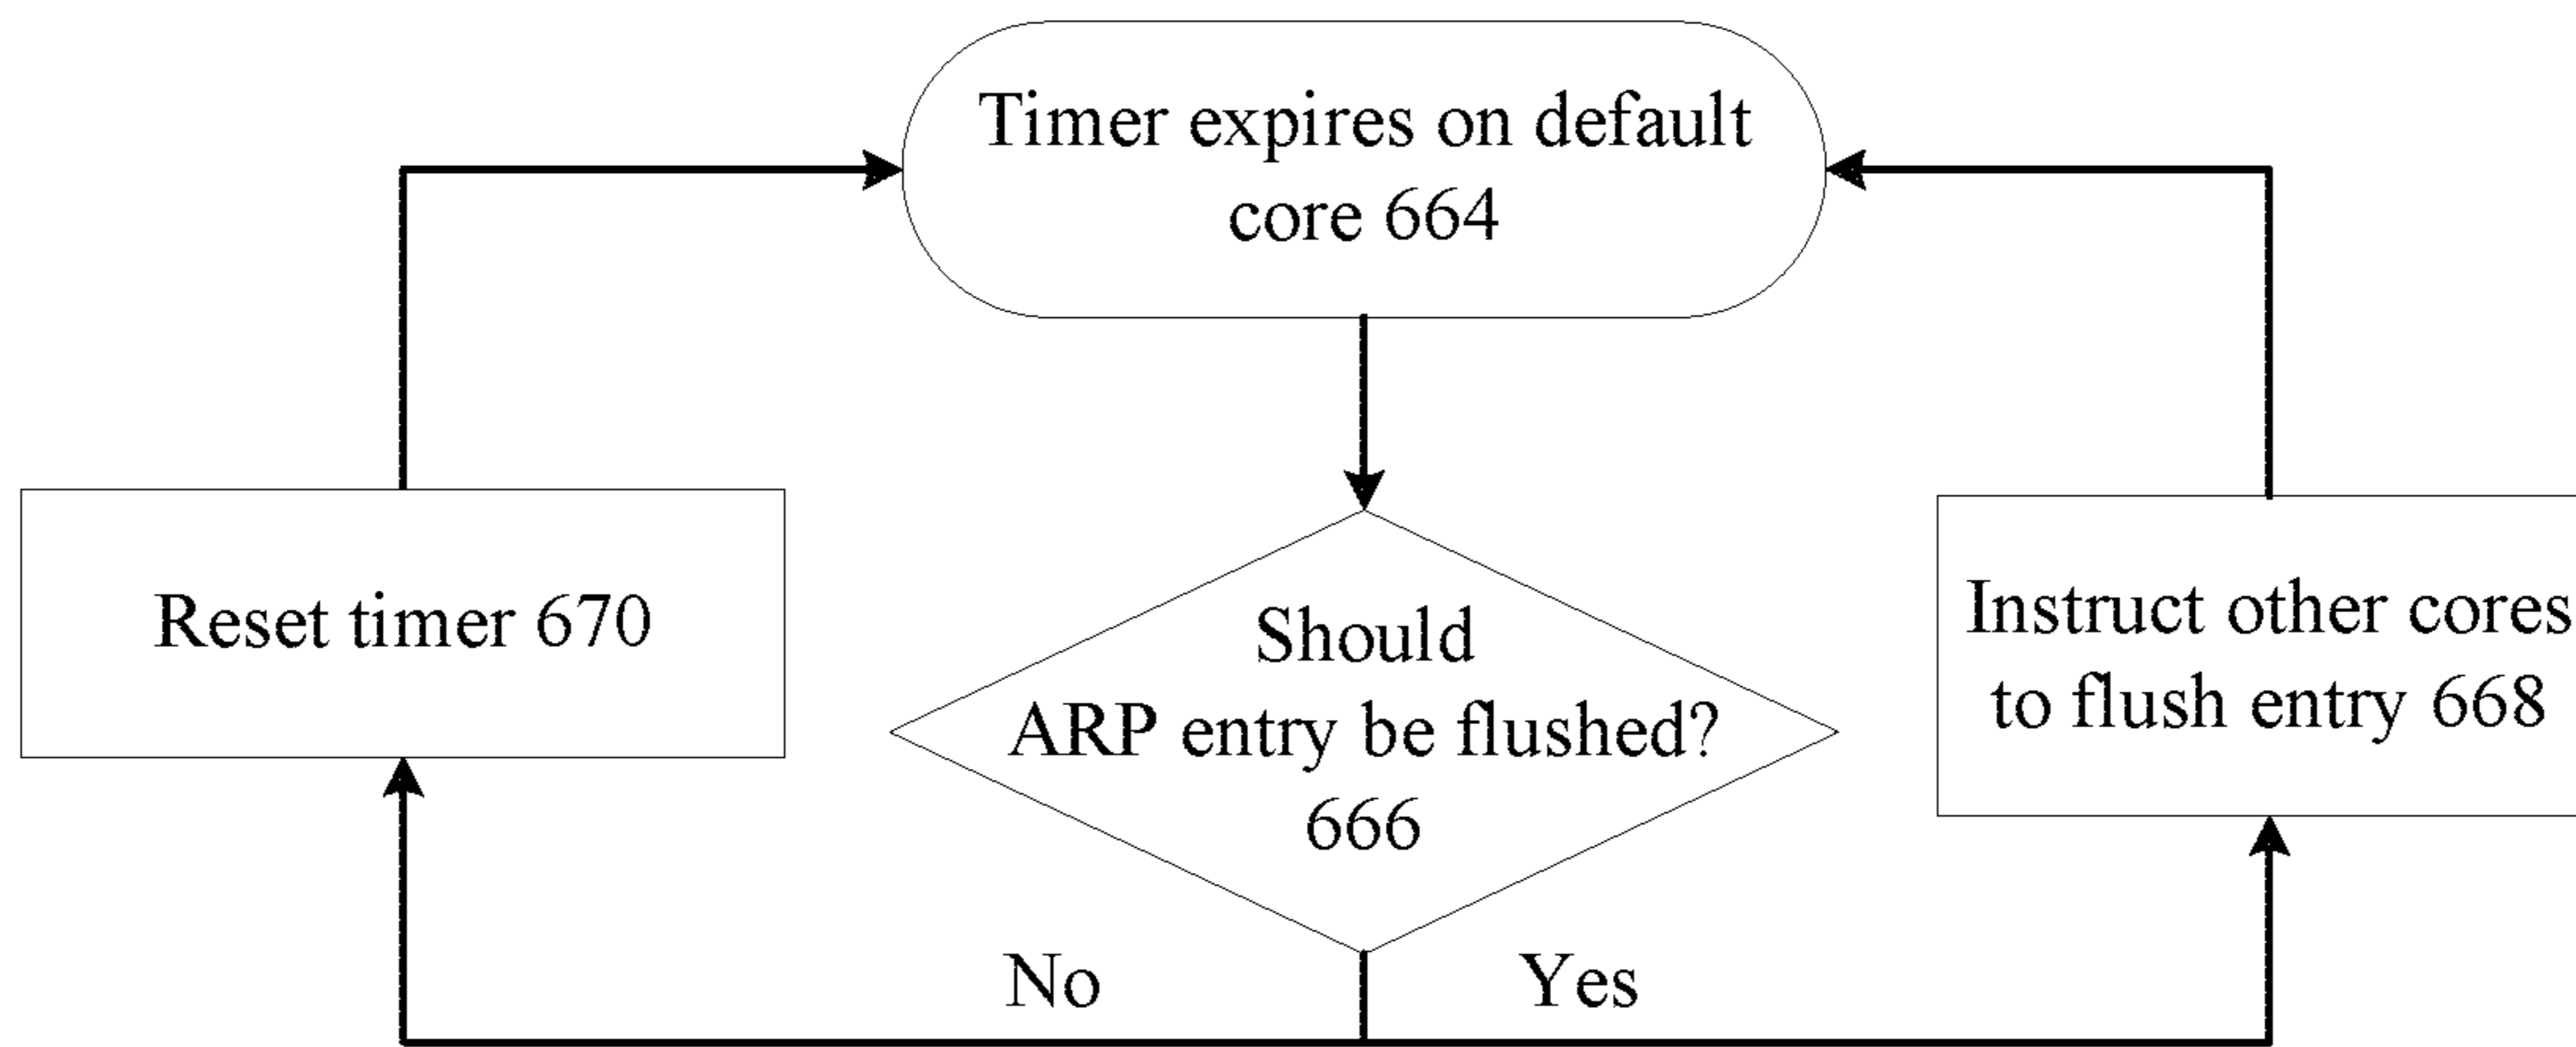 Timer expires on default
core 664
Reset timer 670
Should
ARP entry be flushed?
666
Instruct other cores
to flush entry 668
No
Yes